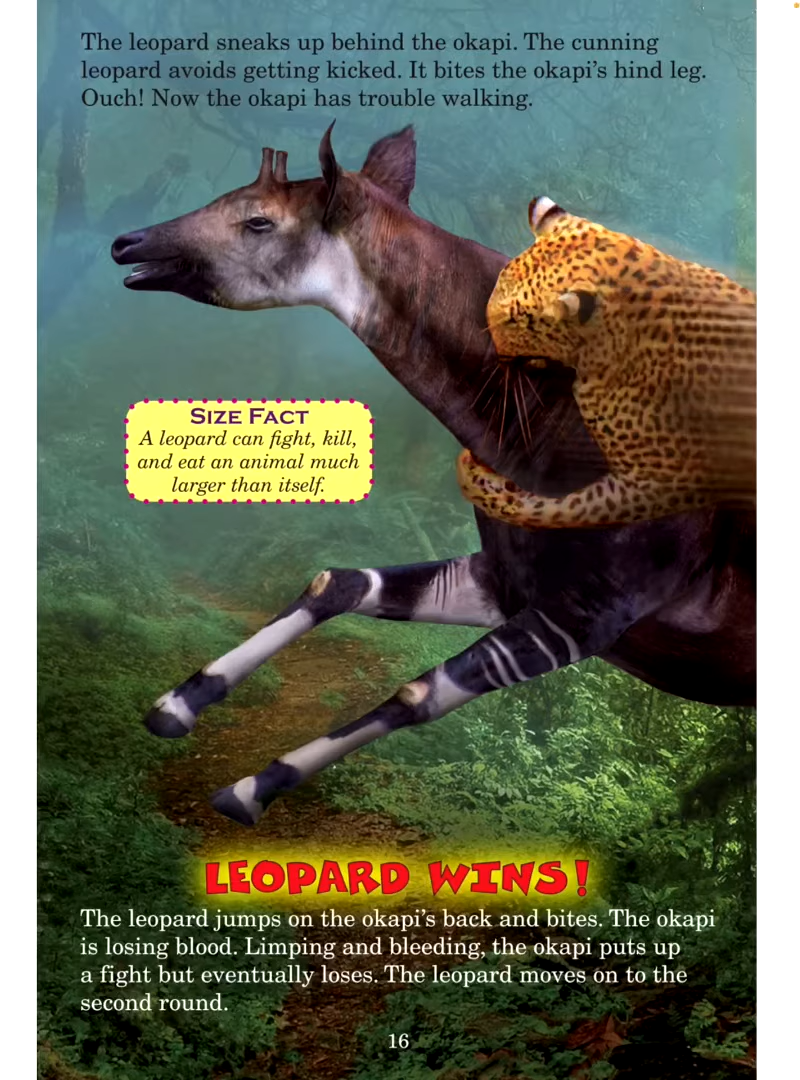 The leopard sneaks up behind the okapi. The cunning
leopard avoids getting kicked. It bites the okapi's hind leg.
Ouch! Now the okapi has trouble walking.
SIZE FACT
A leopard can fight, kill,
and eat an animal much
larger than itself.
LEOPARD WINS!
The leopard jumps on the okapi's back and bites. The okapi
is losing blood. Limping and bleeding, the okapi puts up
a fight but eventually loses. The leopard moves on to the
second round.
16